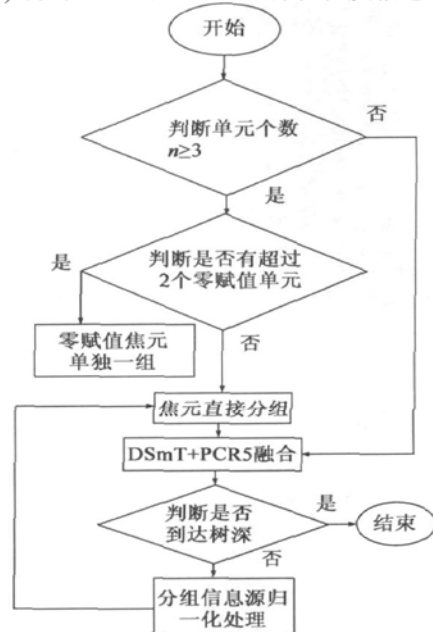 开始
判断单元个数
n≥3
否
是
判断是否有超过
2个零赋值单元
是
否
零赋值焦元
单独一组
焦元直接分组
DSmT+PCR5融合
判断是否
到达树深
是
结束
否
分组信息源归
一化处理